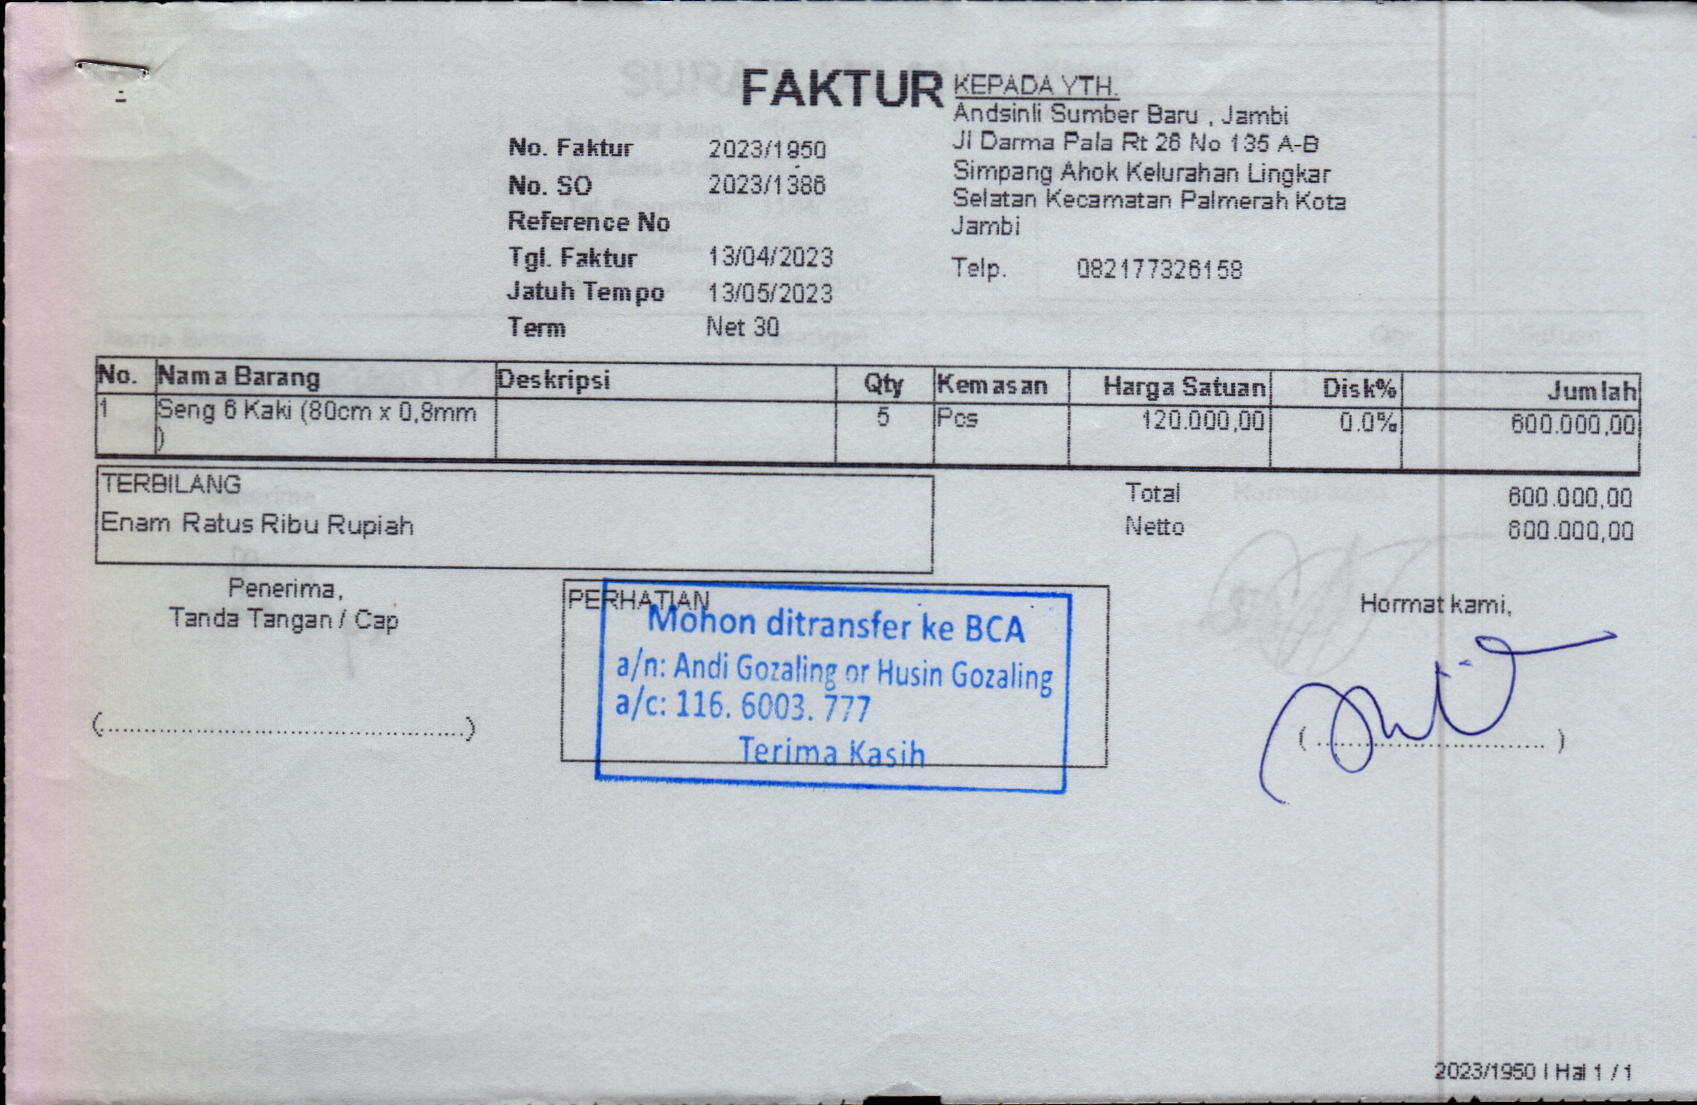 FAKTUR
KEPADA YTH.
Andsinli Sumber Baru , Jambi
Jl Darma Pala Rt 26 No 135 A-B
Simpang Ahok Kelurahan Lingkar
Selatan Kecamatan Palmerah Kota
Jambi
Telp. 082177326158
No. Faktur 2023/1950
No. SO 2023/1386
Reference No
Tgl. Faktur 13/04/2023
Jatuh Tempo 13/05/2023
Term Net 30
No. Nama Barang Deskripsi Qty Kemasan Harga Satuan Disk% Jumlah
1 Seng 6 Kaki (80cm x 0,8mm 5 Pcs 120.000,00 0.0% 600.000,00
)
TERBILANG
Enam Ratus Ribu Rupiah
Total 600.000,00
Netto 600.000,00
Penerima,
Tanda Tangan / Cap
(..............................................)
PERHATIAN
Mohon ditransfer ke BCA
a/n: Andi Gozaling or Husin Gozaling
a/c: 116. 6003. 777
Terima Kasih
Hormat kami,
(..............................)
2023/1950 | Hal 1 / 1